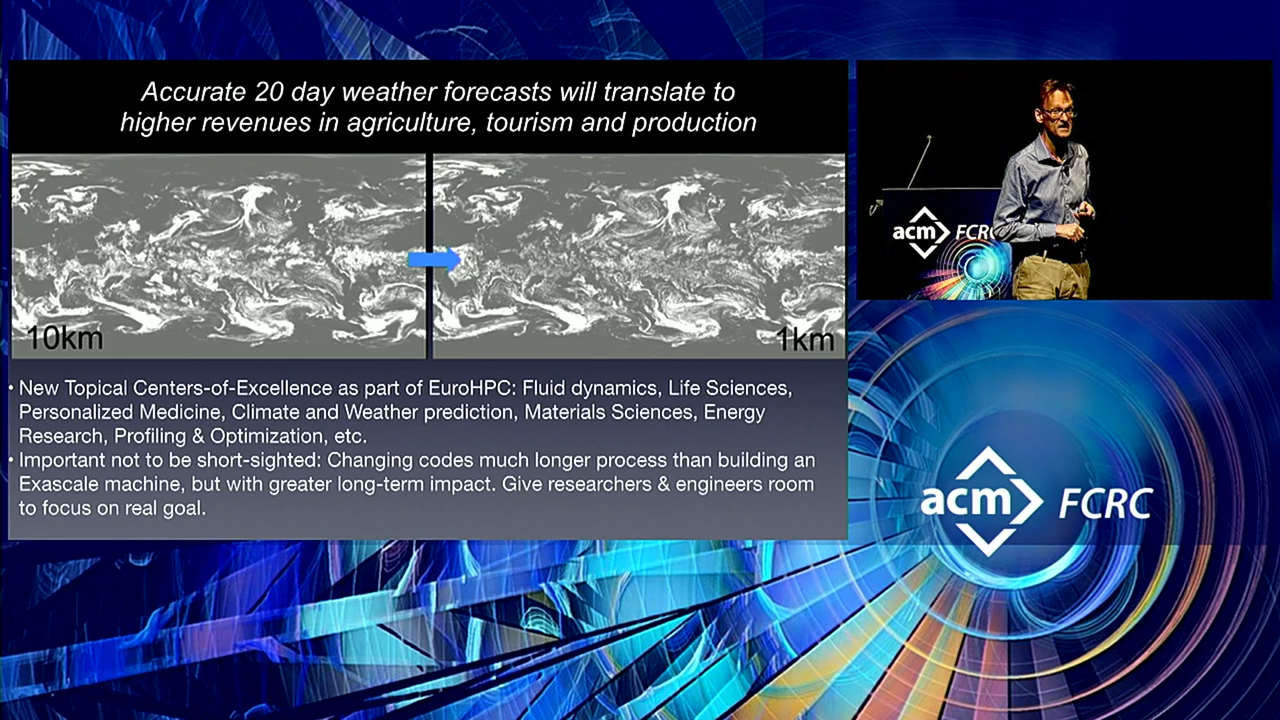 Accurate 20 day weather forecasts will translate to
higher revenues in agriculture, tourism and production
10km
1km
• New Topical Centers-of-Excellence as part of EuroHPC: Fluid dynamics, Life Sciences,
Personalized Medicine, Climate and Weather prediction, Materials Sciences, Energy
Research, Profiling & Optimization, etc.
• Important not to be short-sighted: Changing codes much longer process than building an
Exascale machine, but with greater long-term impact. Give researchers & engineers room
to focus on real goal.
acm FCRC
acm FCRC